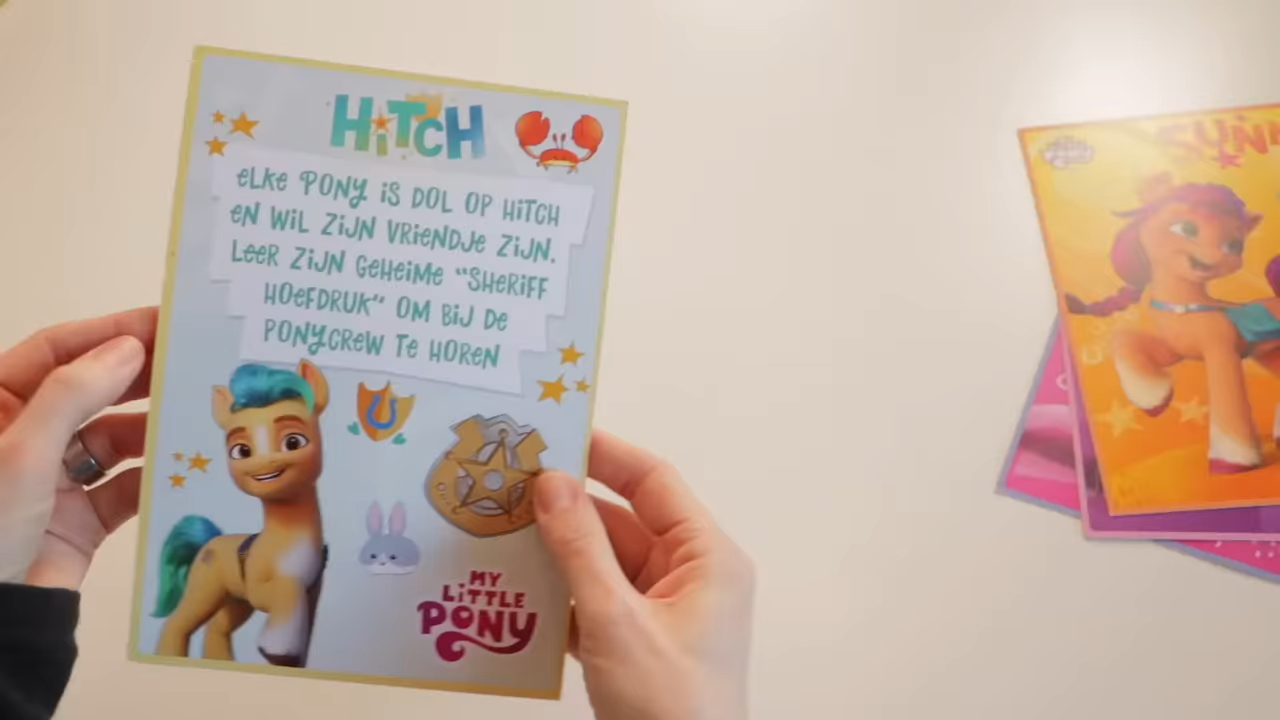 HiTCH
eLKe PONy iS DOL OP HiTCH
eN WiL ZiJN VRieNDJe ZiJN.
LeeR ZiJN GeHeiMe “SHeRiFF
HOeFDRUK” OM BiJ De
PONyCReW Te HOReN
MY
LiTTLE
PONY